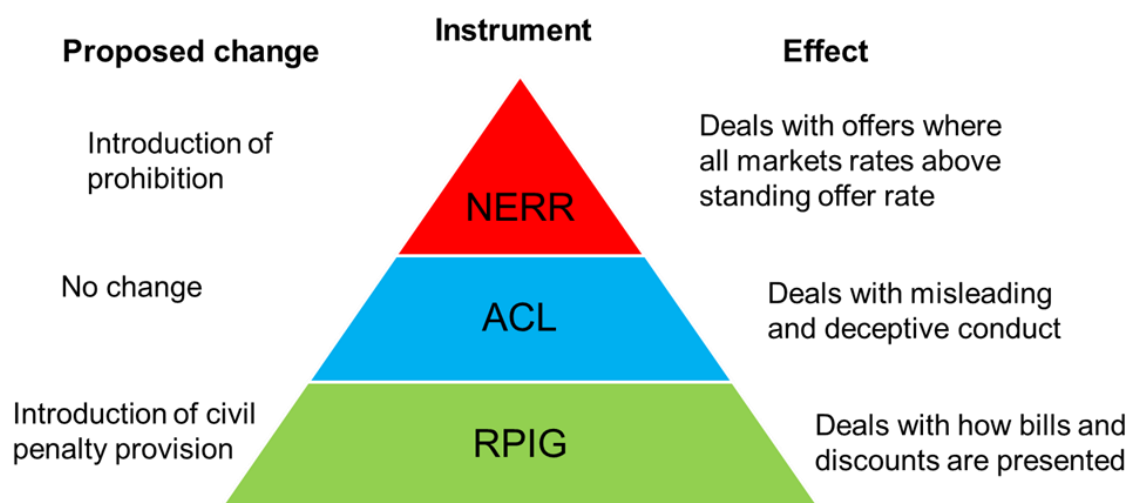 Proposed change
Instrument
Effect
Introduction of
prohibition
NERR
Deals with offers where
all markets rates above
standing offer rate
No change
ACL
Deals with misleading
and deceptive conduct
Introduction of civil
penalty provision
RPIG
Deals with how bills and
discounts are presented